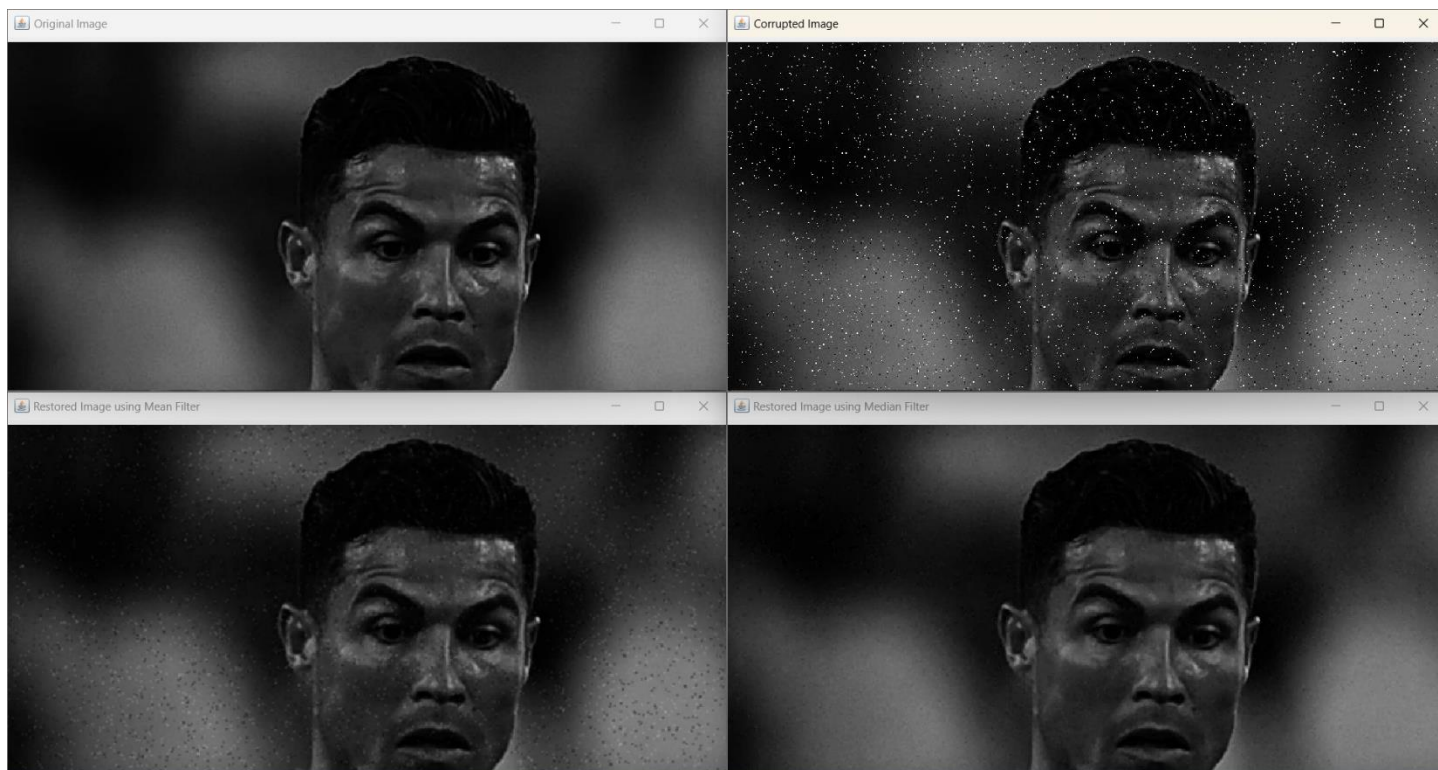 Original Image
Corrupted Image
Restored Image using Mean Filter
Restored Image using Median Filter